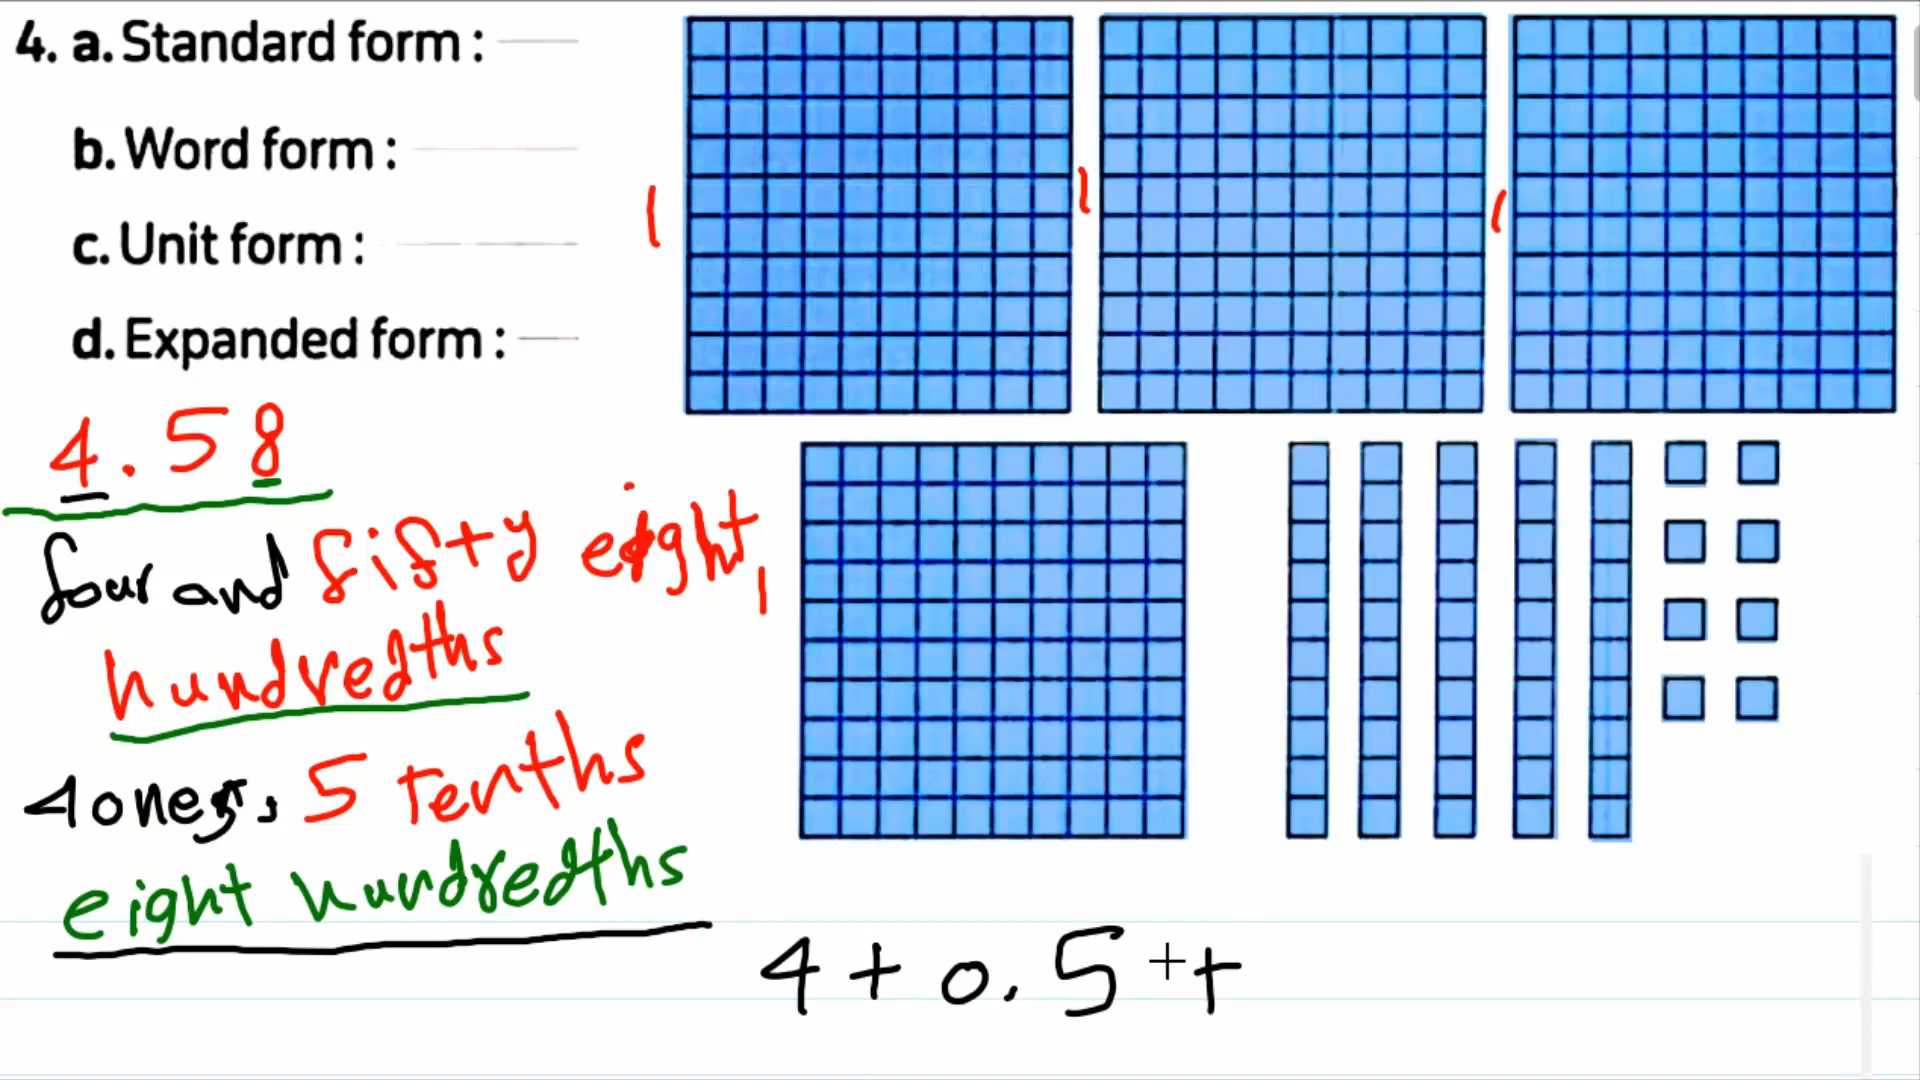 4. a. Standard form :
b. Word form :
c. Unit form :
d. Expanded form :
1
1
1
4.58
four and fifty eight
hundredths
1
4 ones, 5 tenths
eight hundredths
4 + 0.5 +